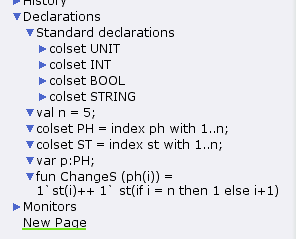 History
Declarations
Standard declarations
colset UNIT
colset INT
colset BOOL
colset STRING
val n = 5;
colset PH = index ph with 1..n;
colset ST = index st with 1..n;
var p:PH;
fun ChangeS (ph(i)) =
1`st(i)++ 1` st(if i = n then 1 else i+1)
Monitors
New Page